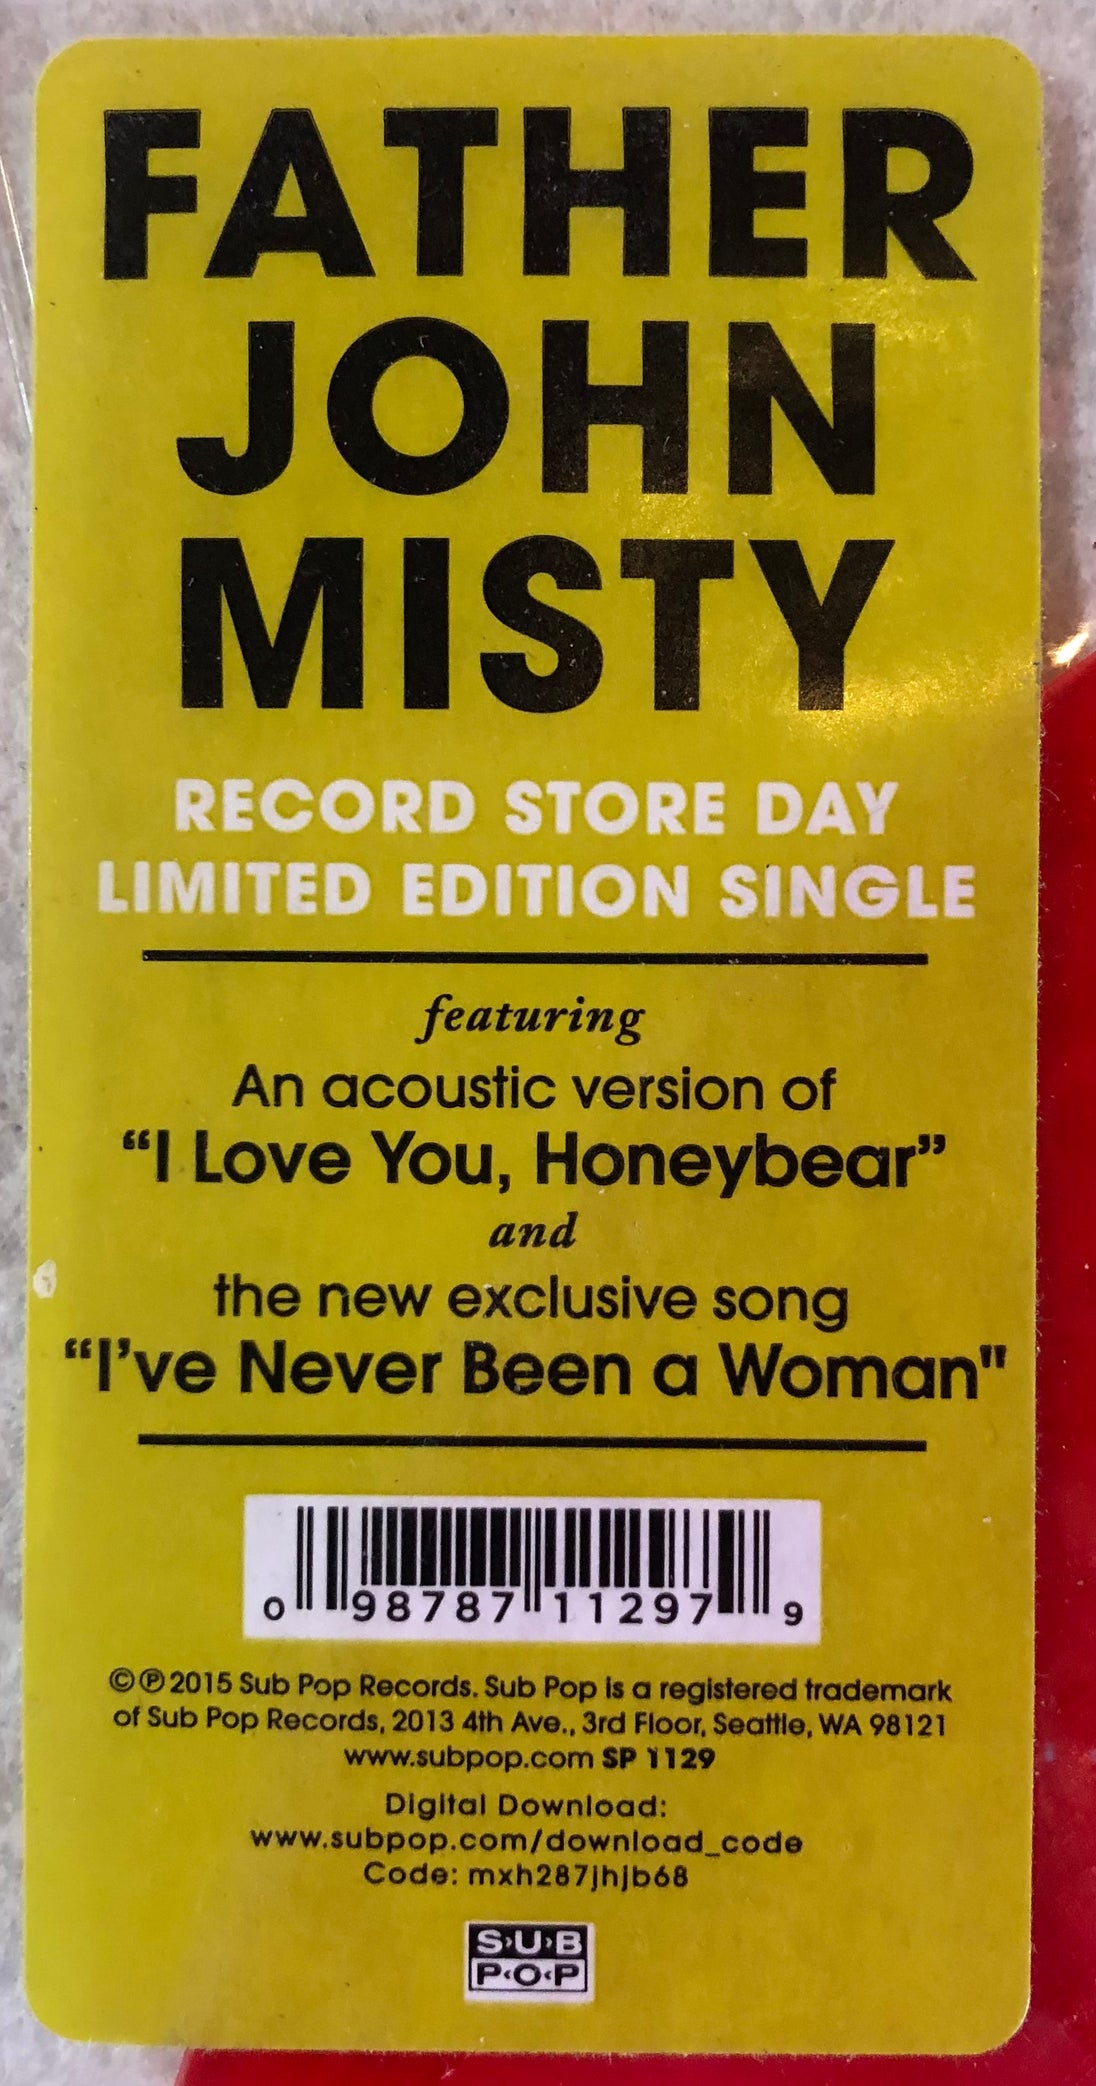 FATHER
JOHN
MISTY
RECORD STORE DAY
LIMITED EDITION SINGLE
featuring
An acoustic version of
“I Love You, Honeybear”
and
the new exclusive song
“I’ve Never Been a Woman"
0 98787 11297 9
©℗ 2015 Sub Pop Records. Sub Pop is a registered trademark
of Sub Pop Records, 2013 4th Ave., 3rd Floor, Seattle, WA 98121
www.subpop.com SP 1129
Digital Download:
www.subpop.com/download_code
Code: mxh287jhjb68
S›U›B
P‹O‹P